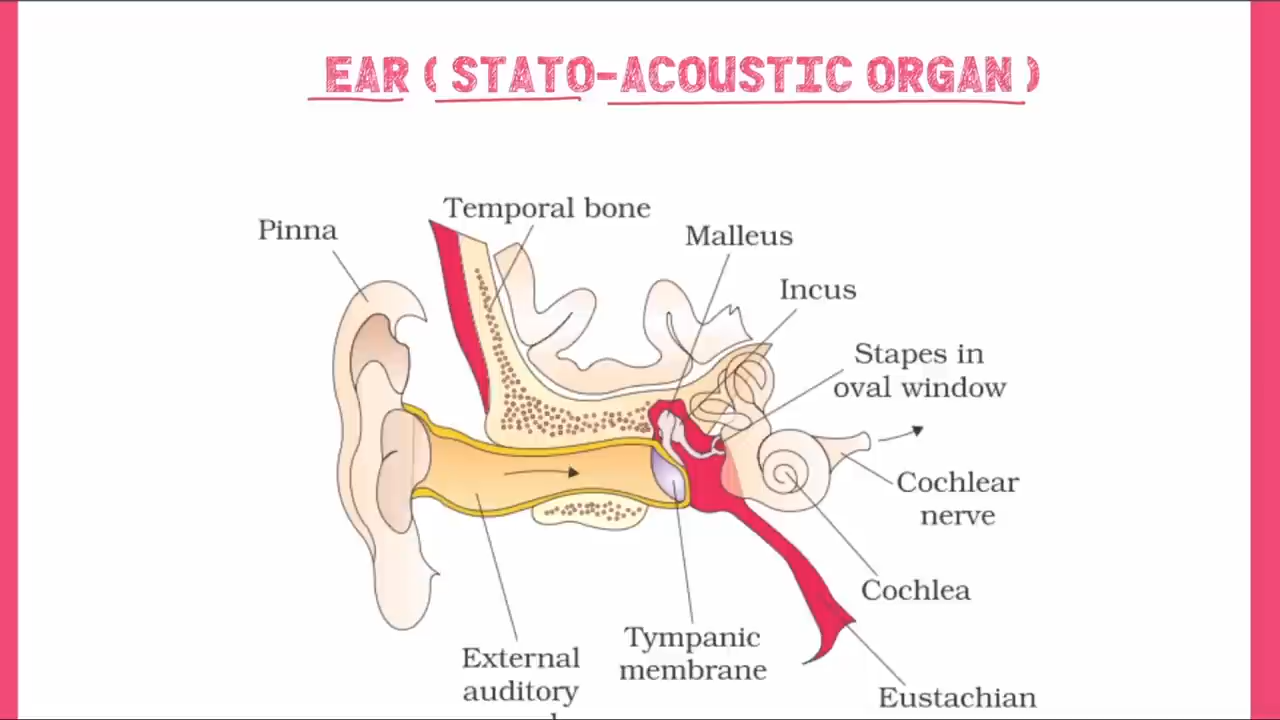 EAR ( STATO-ACOUSTIC ORGAN )
Temporal bone
Pinna
Malleus
Incus
Stapes in
oval window
Cochlear
nerve
Cochlea
Tympanic
membrane
External
auditory
Eustachian